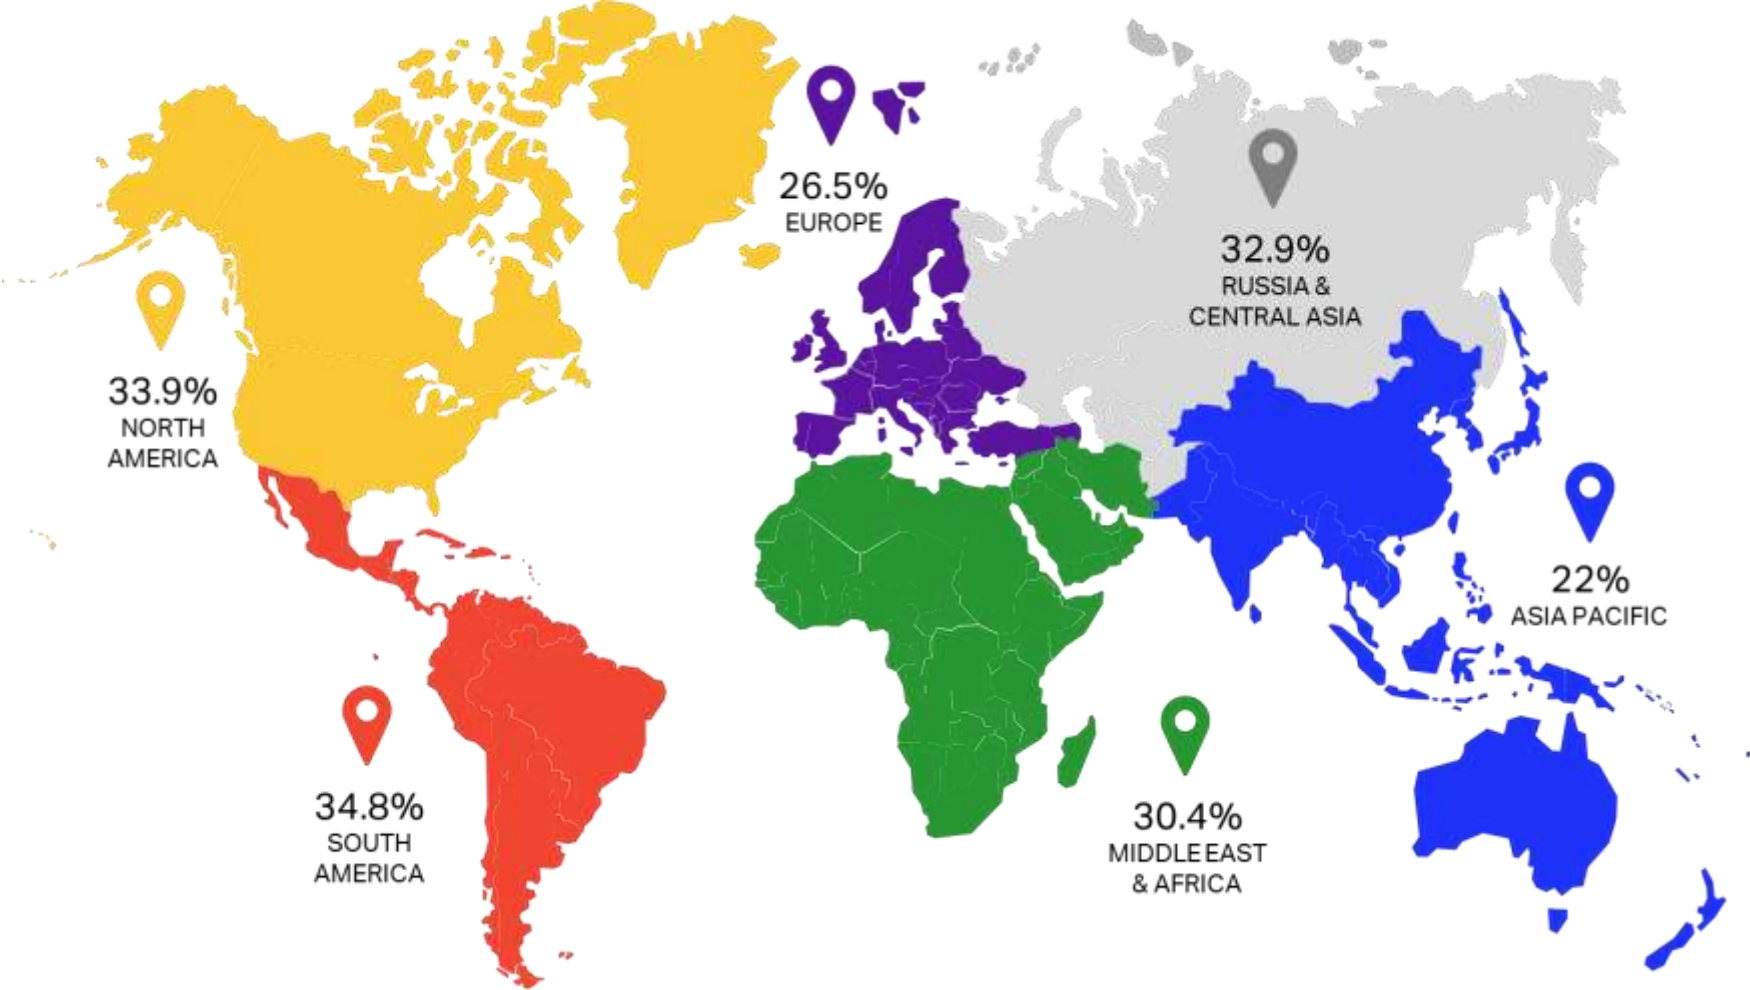 26.5%
EUROPE
32.9%
RUSSIA &
CENTRAL ASIA
33.9%
NORTH
AMERICA
22%
ASIA PACIFIC
34.8%
SOUTH
AMERICA
30.4%
MIDDLE EAST
& AFRICA